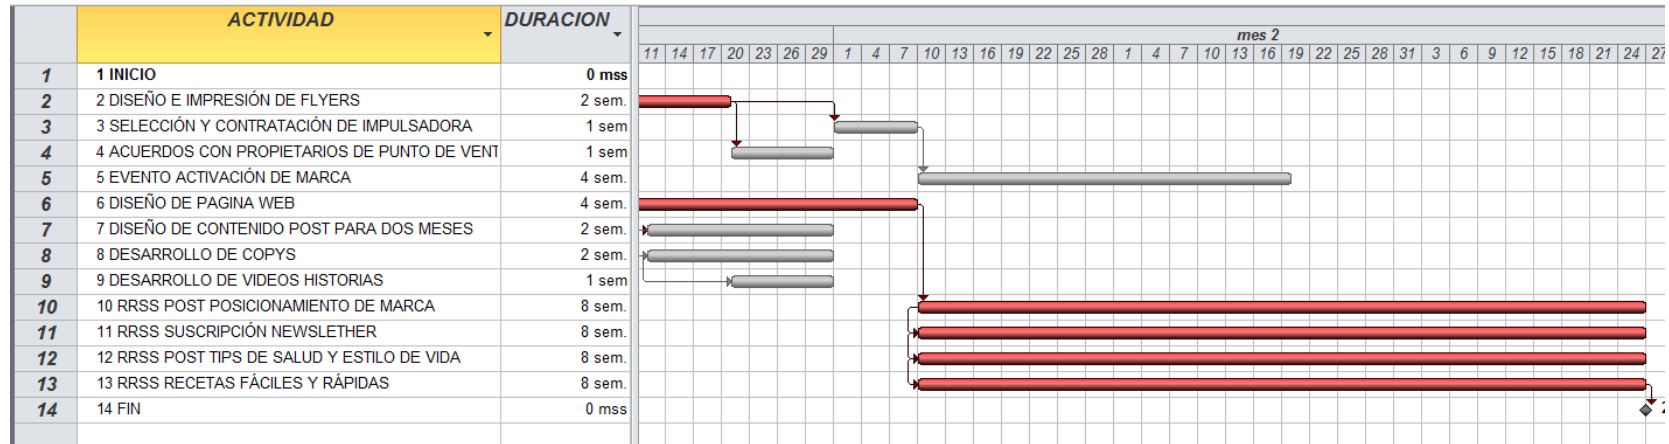 ACTIVIDAD DURACION
mes 2
11 14 17 20 23 26 29 1 4 7 10 13 16 19 22 25 28 1 4 7 10 13 16 19 22 25 28 31 3 6 9 12 15 18 21 24 27
1 1 INICIO 0 mss
2 2 DISEÑO E IMPRESIÓN DE FLYERS 2 sem.
3 3 SELECCIÓN Y CONTRATACIÓN DE IMPULSADORA 1 sem
4 4 ACUERDOS CON PROPIETARIOS DE PUNTO DE VENT 1 sem
5 5 EVENTO ACTIVACIÓN DE MARCA 4 sem.
6 6 DISEÑO DE PAGINA WEB 4 sem.
7 7 DISEÑO DE CONTENIDO POST PARA DOS MESES 2 sem.
8 8 DESARROLLO DE COPYS 2 sem.
9 9 DESARROLLO DE VIDEOS HISTORIAS 1 sem
10 10 RRSS POST POSICIONAMIENTO DE MARCA 8 sem.
11 11 RRSS SUSCRIPCIÓN NEWSLETHER 8 sem.
12 12 RRSS POST TIPS DE SALUD Y ESTILO DE VIDA 8 sem.
13 13 RRSS RECETAS FÁCILES Y RÁPIDAS 8 sem.
14 14 FIN 0 mss